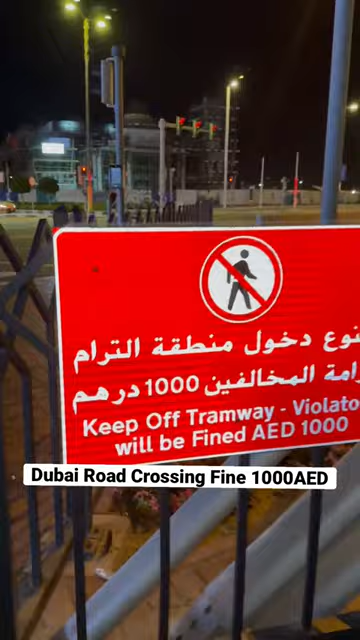 نوع دخول منطقة الترام
امة المخالفين 1000 درهم
Keep Off Tramway - Violato
will be Fined AED 1000
Dubai Road Crossing Fine 1000AED